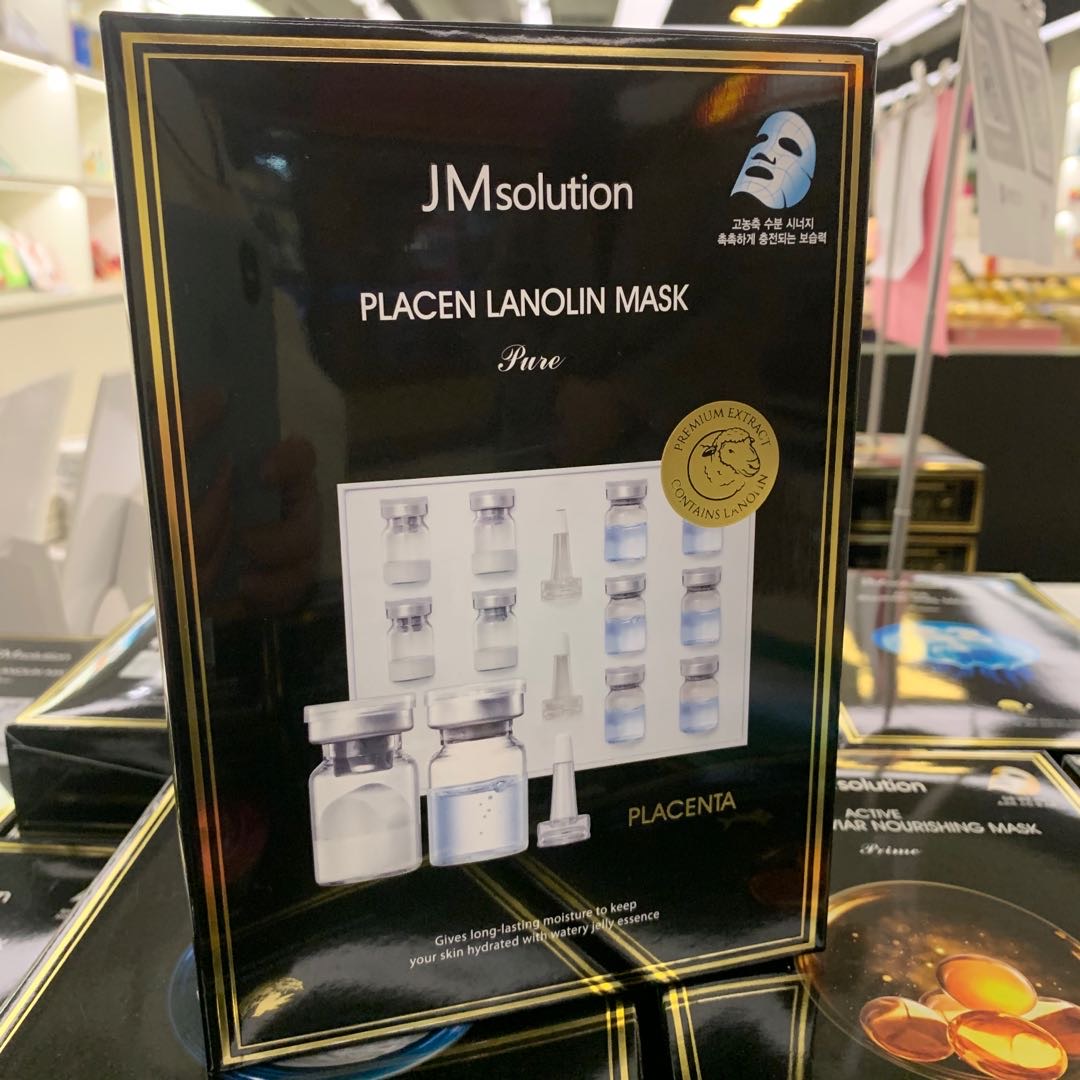 JMsolution
고농축 수분 시너지
촉촉하게 충전되는 보습력
PLACEN LANOLIN MASK
Pure
PREMIUM EXTRACT
CONTAINS LANOLIN
PLACENTA
Gives long-lasting moisture to keep
your skin hydrated with watery jelly essence
solution
ACTIVE
VIAR NOURISHING MASK
Prime